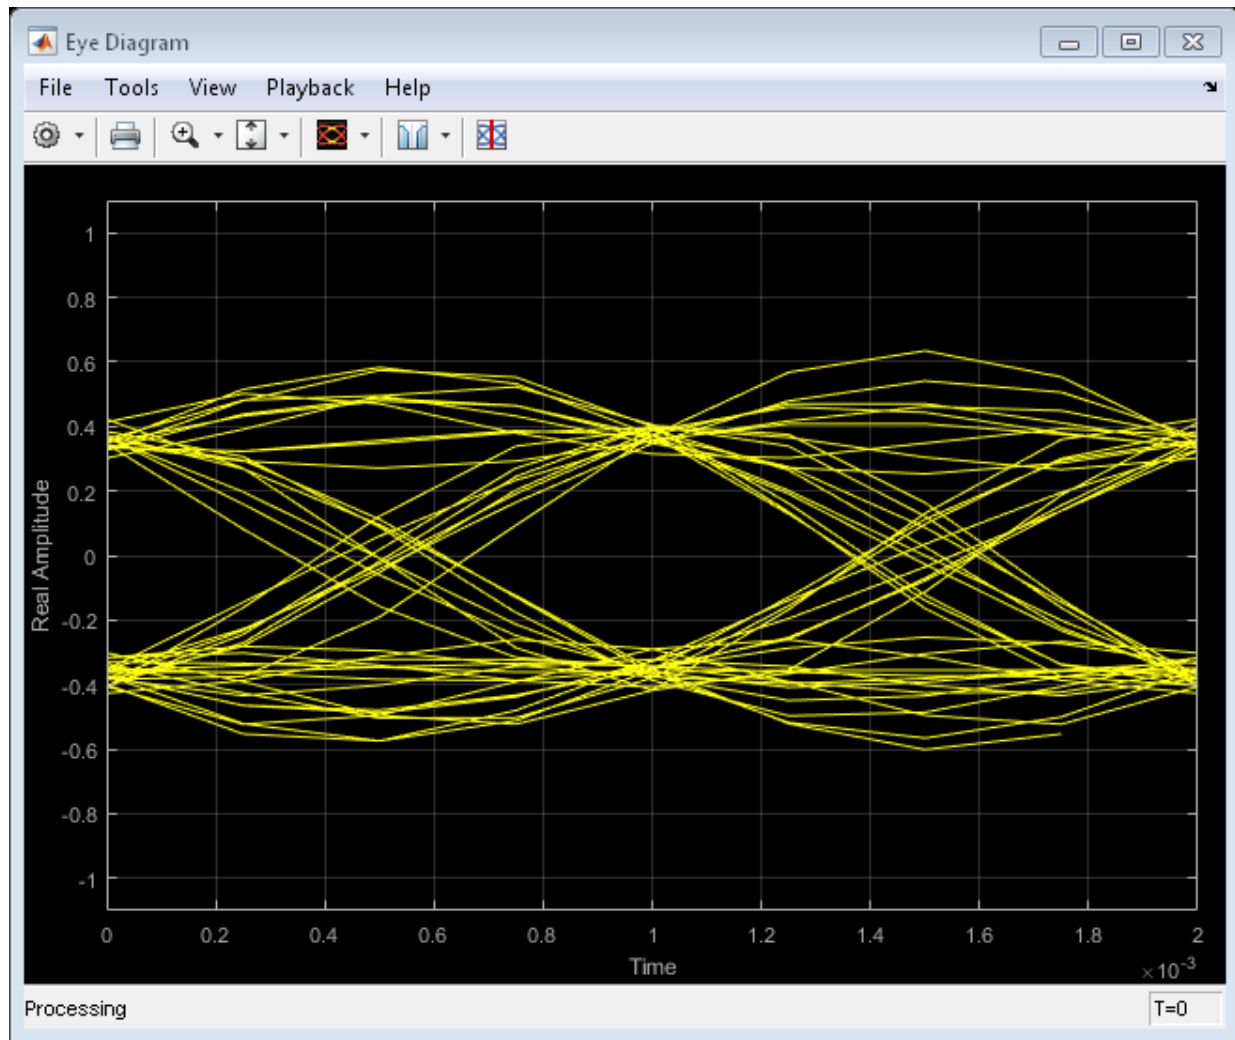 Eye Diagram
File Tools View Playback Help
1
0.8
0.6
0.4
0.2
0
-0.2
-0.4
-0.6
-0.8
-1
Real Amplitude
0 0.2 0.4 0.6 0.8 1 1.2 1.4 1.6 1.8 2
Time
×10⁻³
Processing T=0